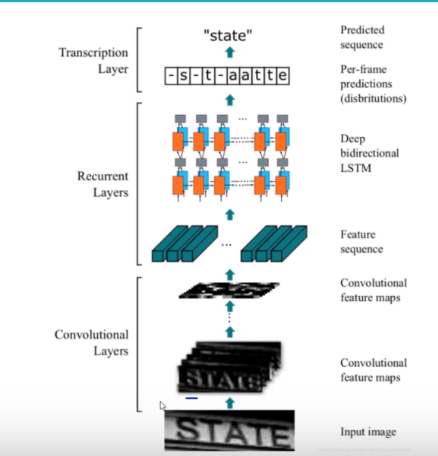 "state"
Predicted
sequence
Transcription
Layer
-s-t-aatte
Per-frame
predictions
(disbritutions)
Recurrent
Layers
Deep
bidirectional
LSTM
Feature
sequence
Convolutional
feature maps
Convolutional
Layers
STATE
Convolutional
feature maps
STATE
Input image